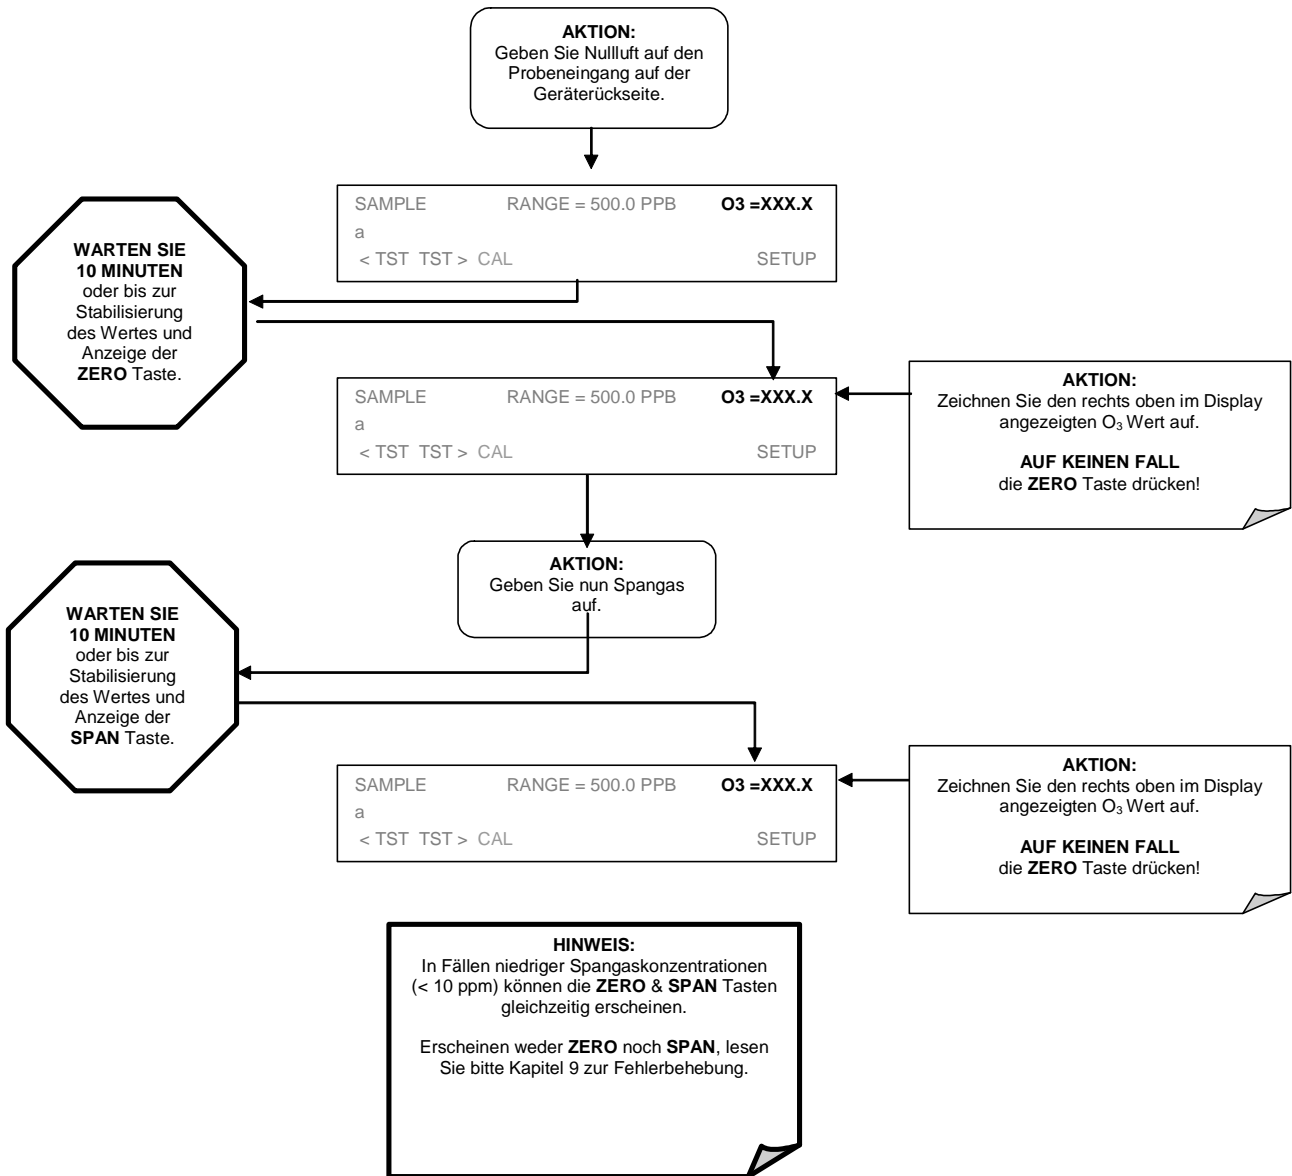 AKTION:
Geben Sie Nullluft auf den
Probeneingang auf der
Geräterückseite.
SAMPLE RANGE = 500.0 PPB O3 =XXX.X
a
< TST TST > CAL SETUP
WARTEN SIE
10 MINUTEN
oder bis zur
Stabilisierung
des Wertes und
Anzeige der
ZERO Taste.
SAMPLE RANGE = 500.0 PPB O3 =XXX.X
a
< TST TST > CAL SETUP
AKTION:
Zeichnen Sie den rechts oben im Display
angezeigten O₃ Wert auf.
AUF KEINEN FALL
die ZERO Taste drücken!
AKTION:
Geben Sie nun Spangas
auf.
WARTEN SIE
10 MINUTEN
oder bis zur
Stabilisierung
des Wertes und
Anzeige der
SPAN Taste.
SAMPLE RANGE = 500.0 PPB O3 =XXX.X
a
< TST TST > CAL SETUP
AKTION:
Zeichnen Sie den rechts oben im Display
angezeigten O₃ Wert auf.
AUF KEINEN FALL
die ZERO Taste drücken!
HINWEIS:
In Fällen niedriger Spangaskonzentrationen
(< 10 ppm) können die ZERO & SPAN Tasten
gleichzeitig erscheinen.
Erscheinen weder ZERO noch SPAN, lesen
Sie bitte Kapitel 9 zur Fehlerbehebung.